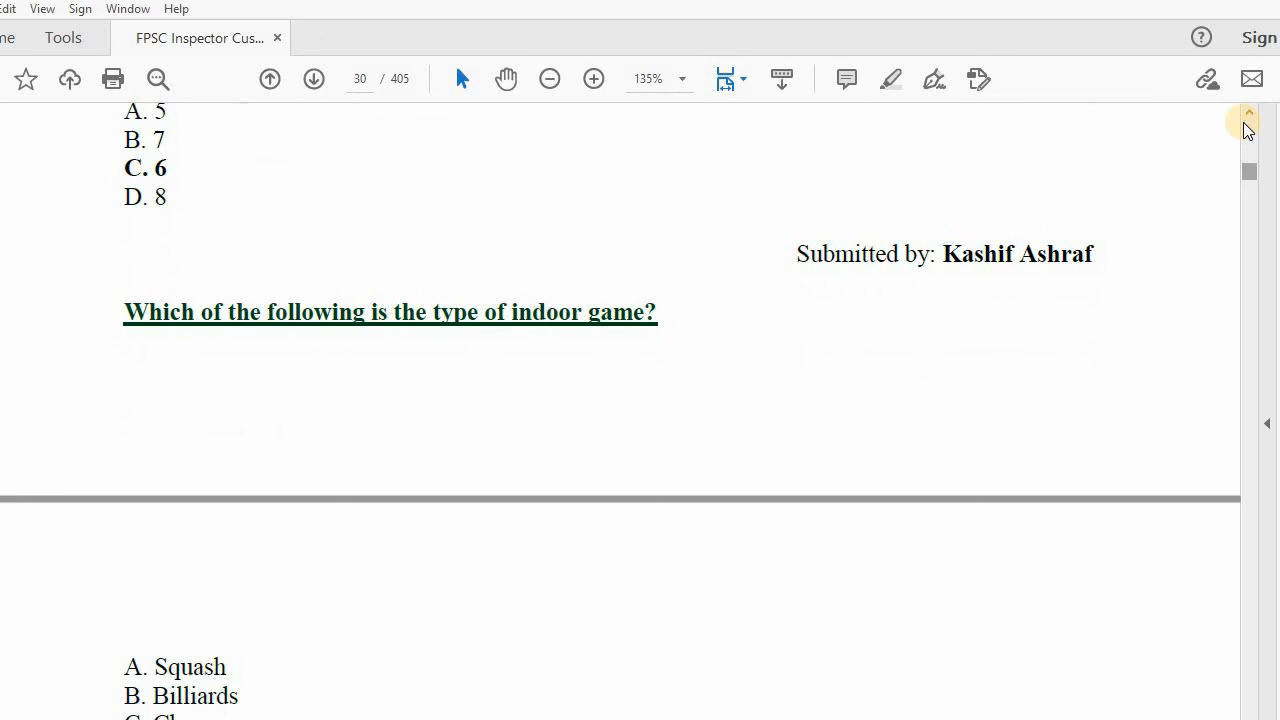 Edit View Sign Window Help
Tools FPSC Inspector Cus... × Sign
30 / 405 135%
A. 5
B. 7
C. 6
D. 8
Submitted by: Kashif Ashraf
Which of the following is the type of indoor game?
A. Squash
B. Billiards